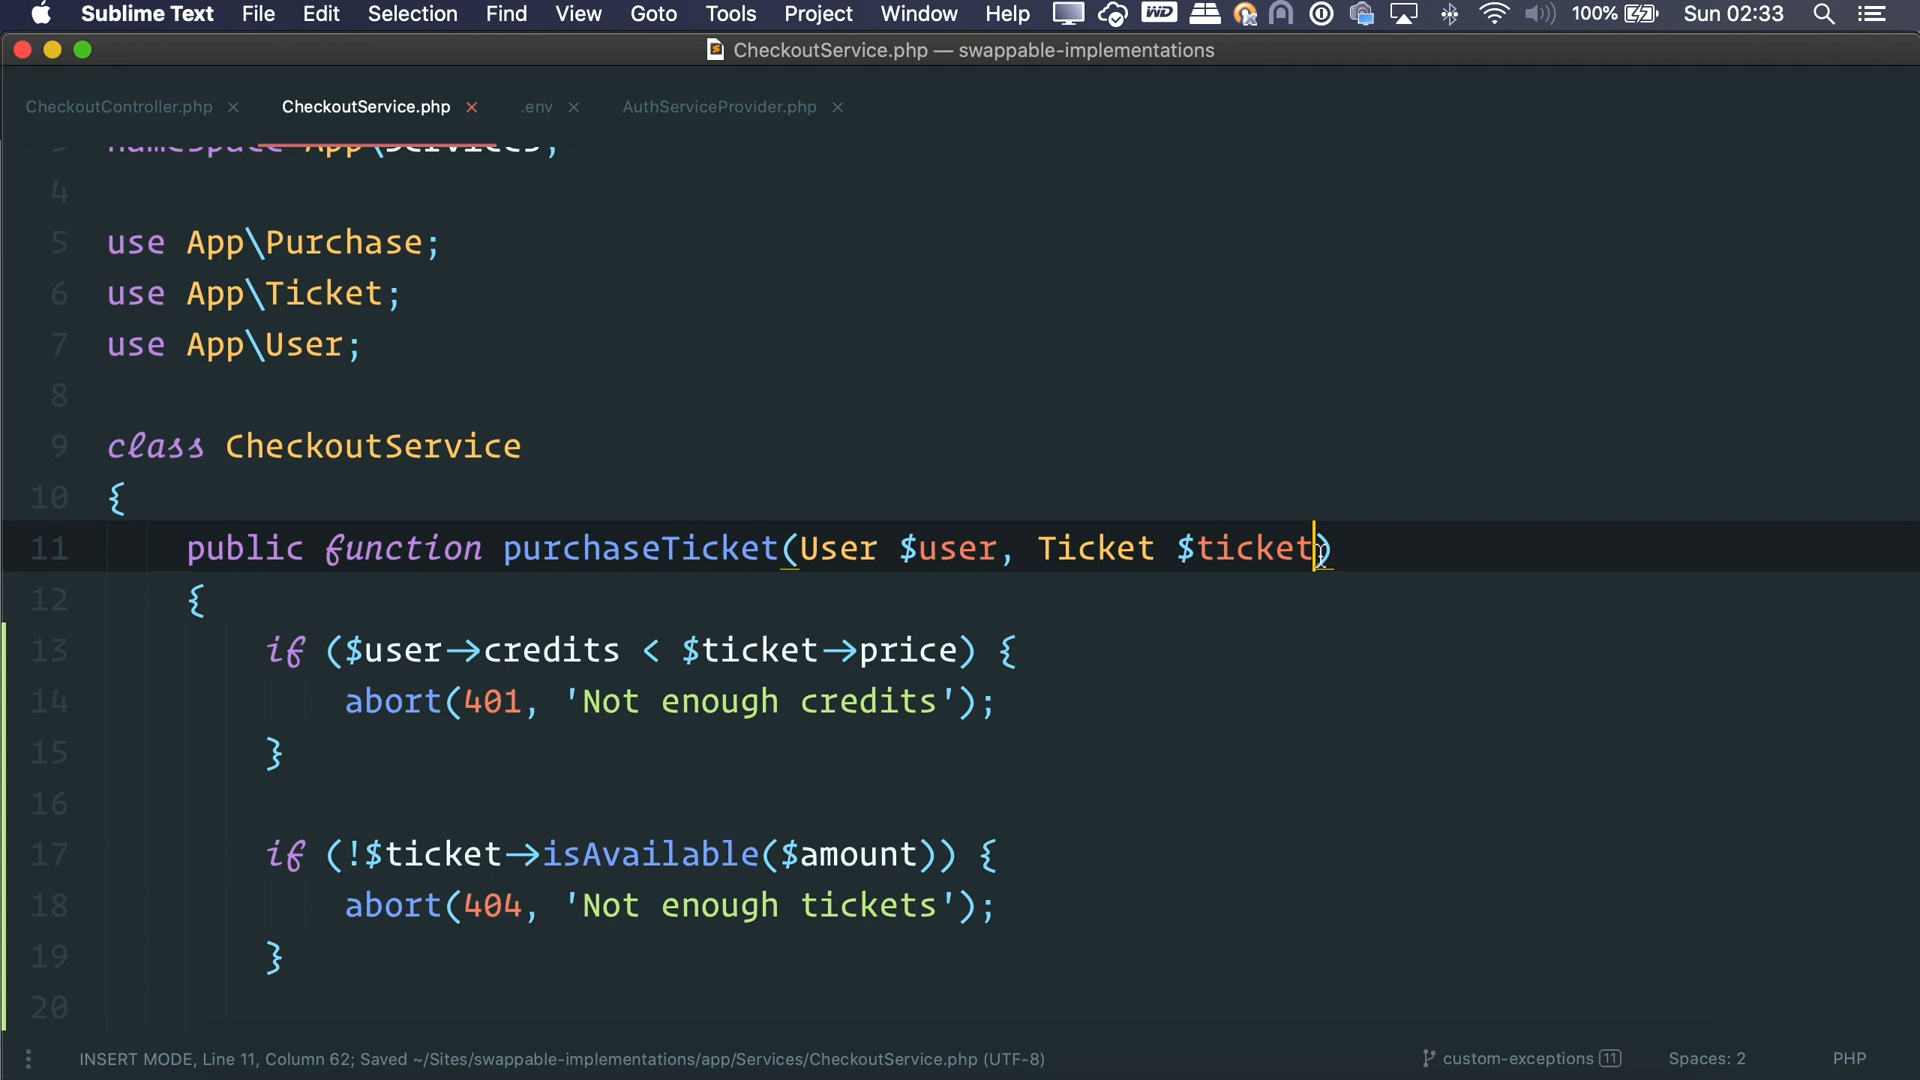 Sublime Text File Edit Selection Find View Goto Tools Project Window Help WD 100% Sun 02:33
CheckoutService.php — swappable-implementations
CheckoutController.php × CheckoutService.php × .env × AuthServiceProvider.php ×
3 namespace App\Services;
4
5 use App\Purchase;
6 use App\Ticket;
7 use App\User;
8
9 class CheckoutService
10 {
11 public function purchaseTicket(User $user, Ticket $ticket)
12 {
13 if ($user→credits < $ticket→price) {
14 abort(401, 'Not enough credits');
15 }
16
17 if (!$ticket→isAvailable($amount)) {
18 abort(404, 'Not enough tickets');
19 }
20
INSERT MODE, Line 11, Column 62; Saved ~/Sites/swappable-implementations/app/Services/CheckoutService.php (UTF-8) custom-exceptions 11 Spaces: 2 PHP